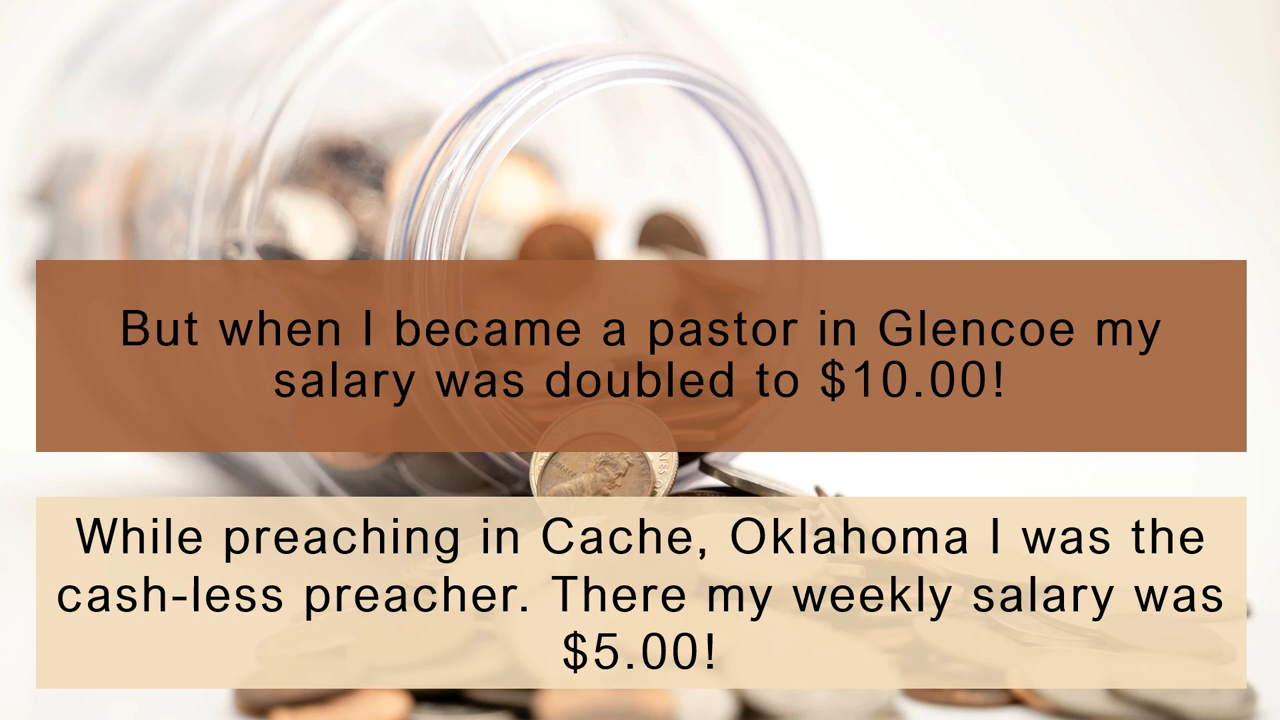 But when I became a pastor in Glencoe my
salary was doubled to $10.00!
While preaching in Cache, Oklahoma I was the
cash-less preacher. There my weekly salary was
$5.00!